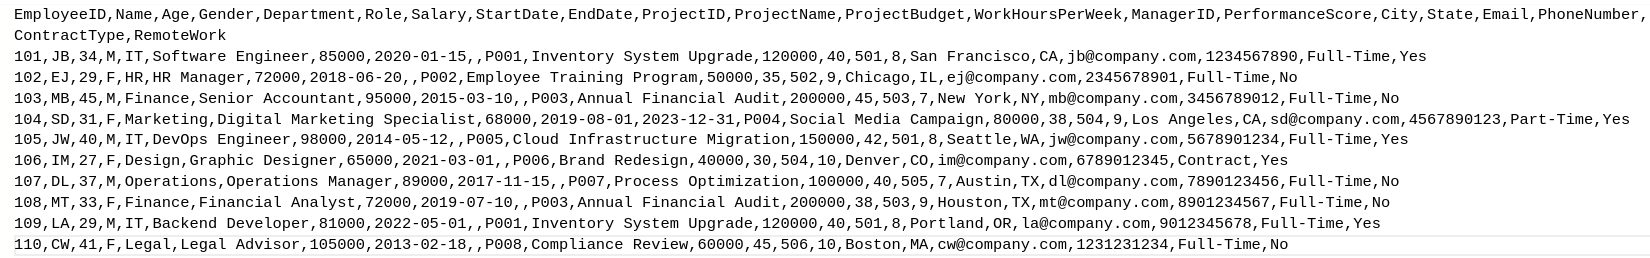 EmployeeID,Name,Age,Gender,Department,Role,Salary,StartDate,EndDate,ProjectID,ProjectName,ProjectBudget,WorkHoursPerWeek,ManagerID,PerformanceScore,City,State,Email,PhoneNumber,
ContractType,RemoteWork
101,JB,34,M,IT,Software Engineer,85000,2020-01-15,,P001,Inventory System Upgrade,120000,40,501,8,San Francisco,CA,jb@company.com,1234567890,Full-Time,Yes
102,EJ,29,F,HR,HR Manager,72000,2018-06-20,,P002,Employee Training Program,50000,35,502,9,Chicago,IL,ej@company.com,2345678901,Full-Time,No
103,MB,45,M,Finance,Senior Accountant,95000,2015-03-10,,P003,Annual Financial Audit,200000,45,503,7,New York,NY,mb@company.com,3456789012,Full-Time,No
104,SD,31,F,Marketing,Digital Marketing Specialist,68000,2019-08-01,2023-12-31,P004,Social Media Campaign,80000,38,504,9,Los Angeles,CA,sd@company.com,4567890123,Part-Time,Yes
105,JW,40,M,IT,DevOps Engineer,98000,2014-05-12,,P005,Cloud Infrastructure Migration,150000,42,501,8,Seattle,WA,jw@company.com,5678901234,Full-Time,Yes
106,IM,27,F,Design,Graphic Designer,65000,2021-03-01,,P006,Brand Redesign,40000,30,504,10,Denver,CO,im@company.com,6789012345,Contract,Yes
107,DL,37,M,Operations,Operations Manager,89000,2017-11-15,,P007,Process Optimization,100000,40,505,7,Austin,TX,dl@company.com,7890123456,Full-Time,No
108,MT,33,F,Finance,Financial Analyst,72000,2019-07-10,,P003,Annual Financial Audit,200000,38,503,9,Houston,TX,mt@company.com,8901234567,Full-Time,No
109,LA,29,M,IT,Backend Developer,81000,2022-05-01,,P001,Inventory System Upgrade,120000,40,501,8,Portland,OR,la@company.com,9012345678,Full-Time,Yes
110,CW,41,F,Legal,Legal Advisor,105000,2013-02-18,,P008,Compliance Review,60000,45,506,10,Boston,MA,cw@company.com,1231231234,Full-Time,No